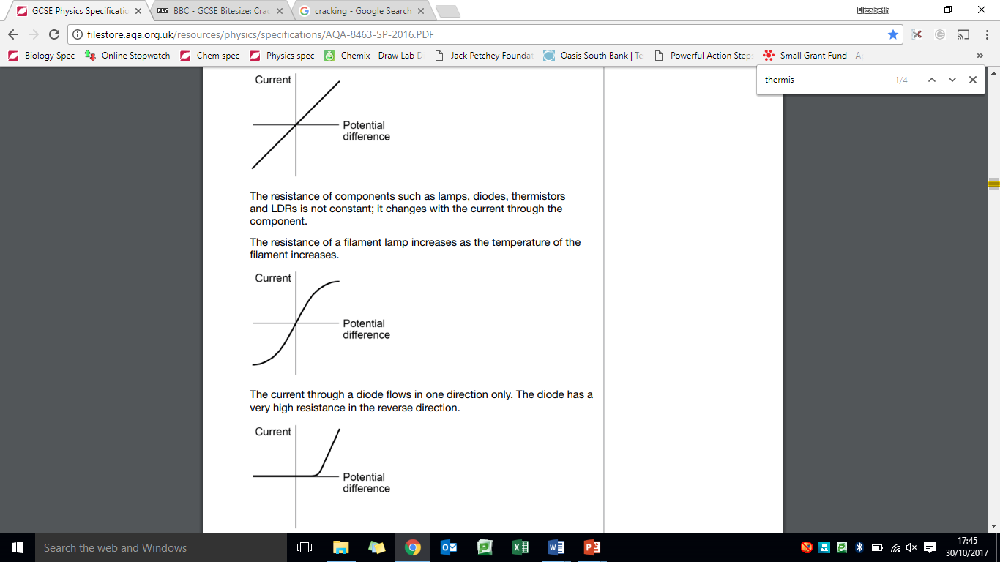 GCSE Physics Specificatic
BBC - GCSE Bitesize: Crac
cracking - Google Search
Elizabeth
filestore.aqa.org.uk/resources/physics/specifications/AQA-8463-SP-2016.PDF
Biology Spec
Online Stopwatch
Chem spec
Physics spec
Chemix - Draw Lab D
Jack Petchey Foundat
Oasis South Bank | Te
Powerful Action Step
Small Grant Fund - Ap
»
thermis 1/4
Current
Potential
difference
The resistance of components such as lamps, diodes, thermistors
and LDRs is not constant; it changes with the current through the
component.
The resistance of a filament lamp increases as the temperature of the
filament increases.
Current
Potential
difference
The current through a diode flows in one direction only. The diode has a
very high resistance in the reverse direction.
Current
Potential
difference
Search the web and Windows
17:45
30/10/2017